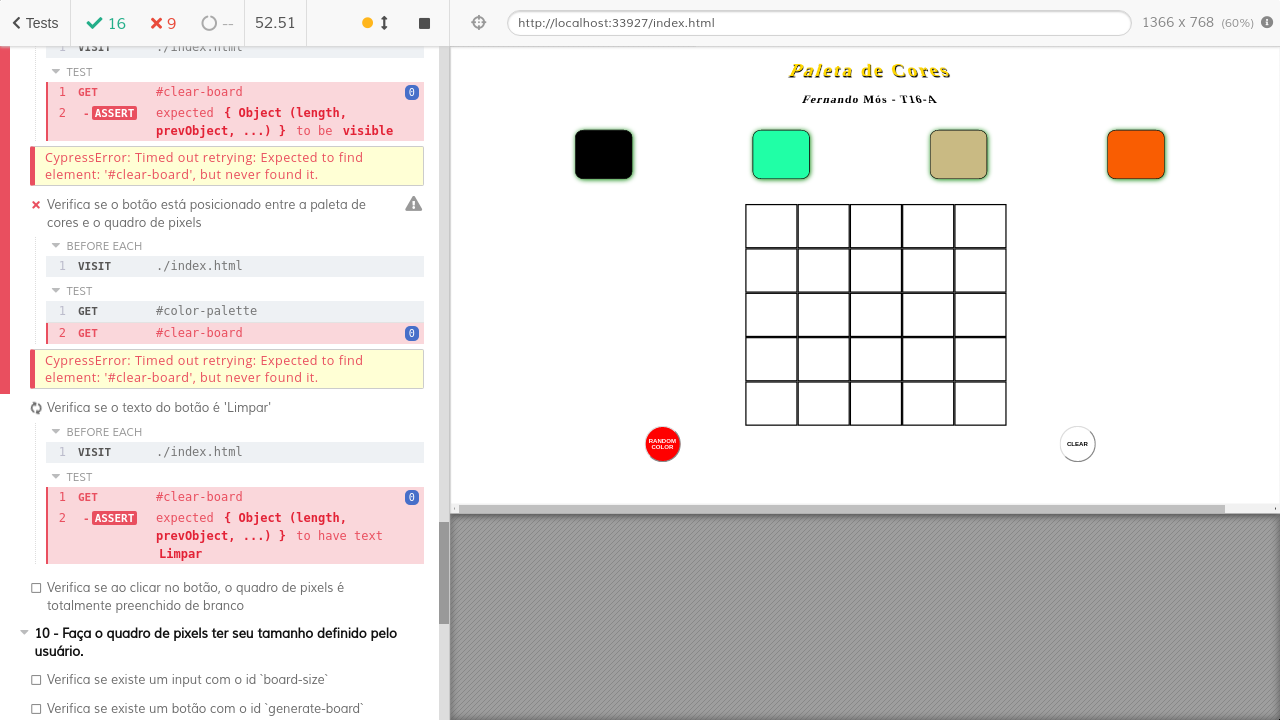 Tests
16
9
--
52.51
http://localhost:33927/index.html
1366 x 768 (60%)
1 VISIT ./index.html
TEST
1 GET #clear-board 0
2 - ASSERT expected { Object (length,
prevObject, ...) } to be visible
CypressError: Timed out retrying: Expected to find
element: '#clear-board', but never found it.
Verifica se o botão está posicionado entre a paleta de
cores e o quadro de pixels
BEFORE EACH
1 VISIT ./index.html
TEST
1 GET #color-palette
2 GET #clear-board 0
CypressError: Timed out retrying: Expected to find
element: '#clear-board', but never found it.
Verifica se o texto do botão é 'Limpar'
BEFORE EACH
1 VISIT ./index.html
TEST
1 GET #clear-board 0
2 - ASSERT expected { Object (length,
prevObject, ...) } to have text
Limpar
Verifica se ao clicar no botão, o quadro de pixels é
totalmente preenchido de branco
10 - Faça o quadro de pixels ter seu tamanho definido pelo
usuário.
Verifica se existe um input com o id `board-size`
Verifica se existe um botão com o id `generate-board`
Paleta de Cores
Fernando Mós - T16-A
RANDOM
COLOR
CLEAR